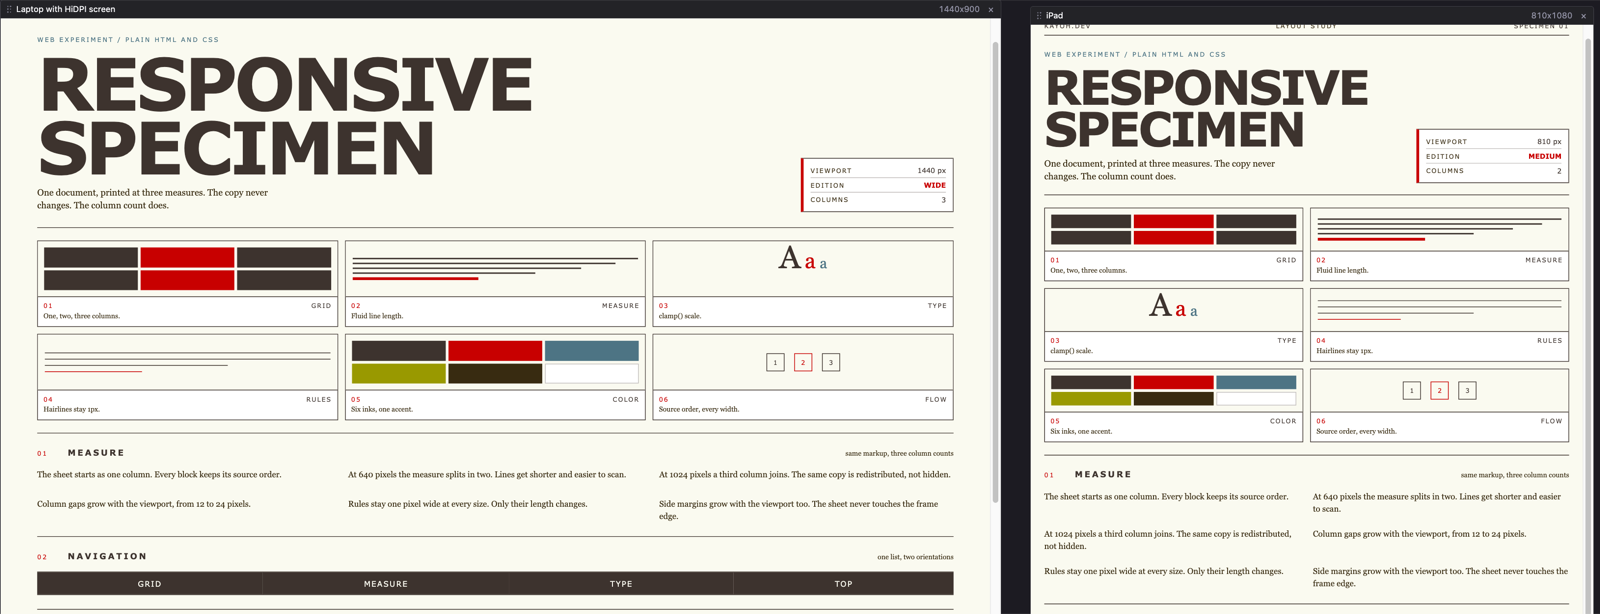 Laptop with HiDPI screen
1440x900 ×
WEB EXPERIMENT / PLAIN HTML AND CSS
RESPONSIVE
SPECIMEN
One document, printed at three measures. The copy never
changes. The column count does.
VIEWPORT 1440 px
EDITION WIDE
COLUMNS 3
01 GRID
One, two, three columns.
02 MEASURE
Fluid line length.
A a a
03 TYPE
clamp() scale.
04 RULES
Hairlines stay 1px.
05 COLOR
Six inks, one accent.
1 2 3
06 FLOW
Source order, every width.
01 MEASURE
same markup, three column counts
The sheet starts as one column. Every block keeps its source order.
At 640 pixels the measure splits in two. Lines get shorter and easier to scan.
At 1024 pixels a third column joins. The same copy is redistributed, not hidden.
Column gaps grow with the viewport, from 12 to 24 pixels.
Rules stay one pixel wide at every size. Only their length changes.
Side margins grow with the viewport too. The sheet never touches the frame
edge.
02 NAVIGATION
one list, two orientations
GRID MEASURE TYPE TOP
iPad
810x1080 ×
KAYOH.DEV LAYOUT STUDY SPECIMEN 01
WEB EXPERIMENT / PLAIN HTML AND CSS
RESPONSIVE
SPECIMEN
One document, printed at three measures. The copy never
changes. The column count does.
VIEWPORT 810 px
EDITION MEDIUM
COLUMNS 2
01 GRID
One, two, three columns.
02 MEASURE
Fluid line length.
A a a
03 TYPE
clamp() scale.
04 RULES
Hairlines stay 1px.
05 COLOR
Six inks, one accent.
1 2 3
06 FLOW
Source order, every width.
01 MEASURE
same markup, three column counts
The sheet starts as one column. Every block keeps its source order.
At 640 pixels the measure splits in two. Lines get shorter and easier
to scan.
At 1024 pixels a third column joins. The same copy is redistributed,
not hidden.
Column gaps grow with the viewport, from 12 to 24 pixels.
Rules stay one pixel wide at every size. Only their length changes.
Side margins grow with the viewport too. The sheet never touches the
frame edge.